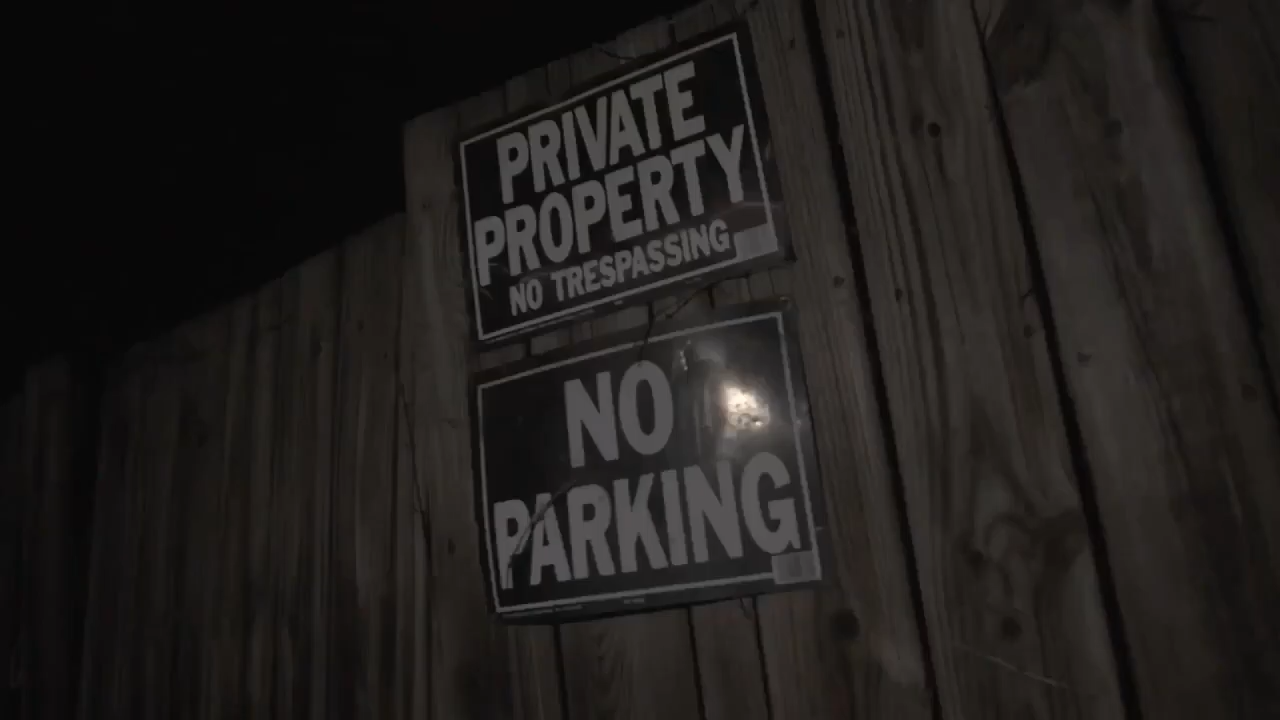 PRIVATE
PROPERTY
NO TRESPASSING
NO
PARKING